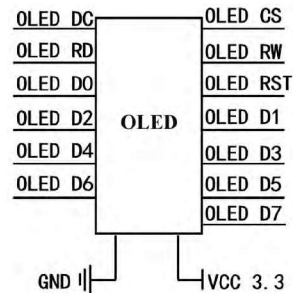 OLED DC OLED CS
OLED RD OLED RW
OLED D0 OLED RST
OLED D2 OLED D1
OLED
OLED D4 OLED D3
OLED D6 OLED D5
OLED D7
GND VCC 3.3